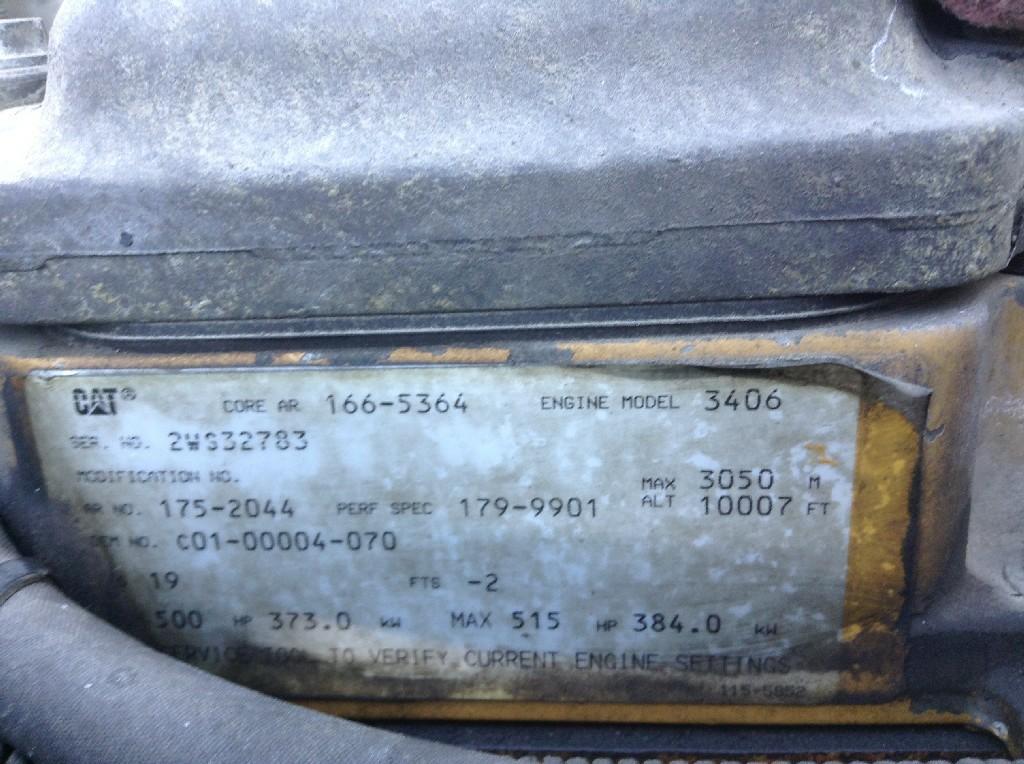 CAT® CORE AR 166-5364 ENGINE MODEL 3406
SER. NO. 2WS32783
MODIFICATION NO.
MAX 3050 M
AR NO. 175-2044 PERF SPEC 179-9901 ALT 10007 FT
NO. C01-00004-070
19 FTS -2
500 HP 373.0 kW MAX 515 HP 384.0 kW
SERVICE TOOL TO VERIFY CURRENT ENGINE SETTINGS
115-5852